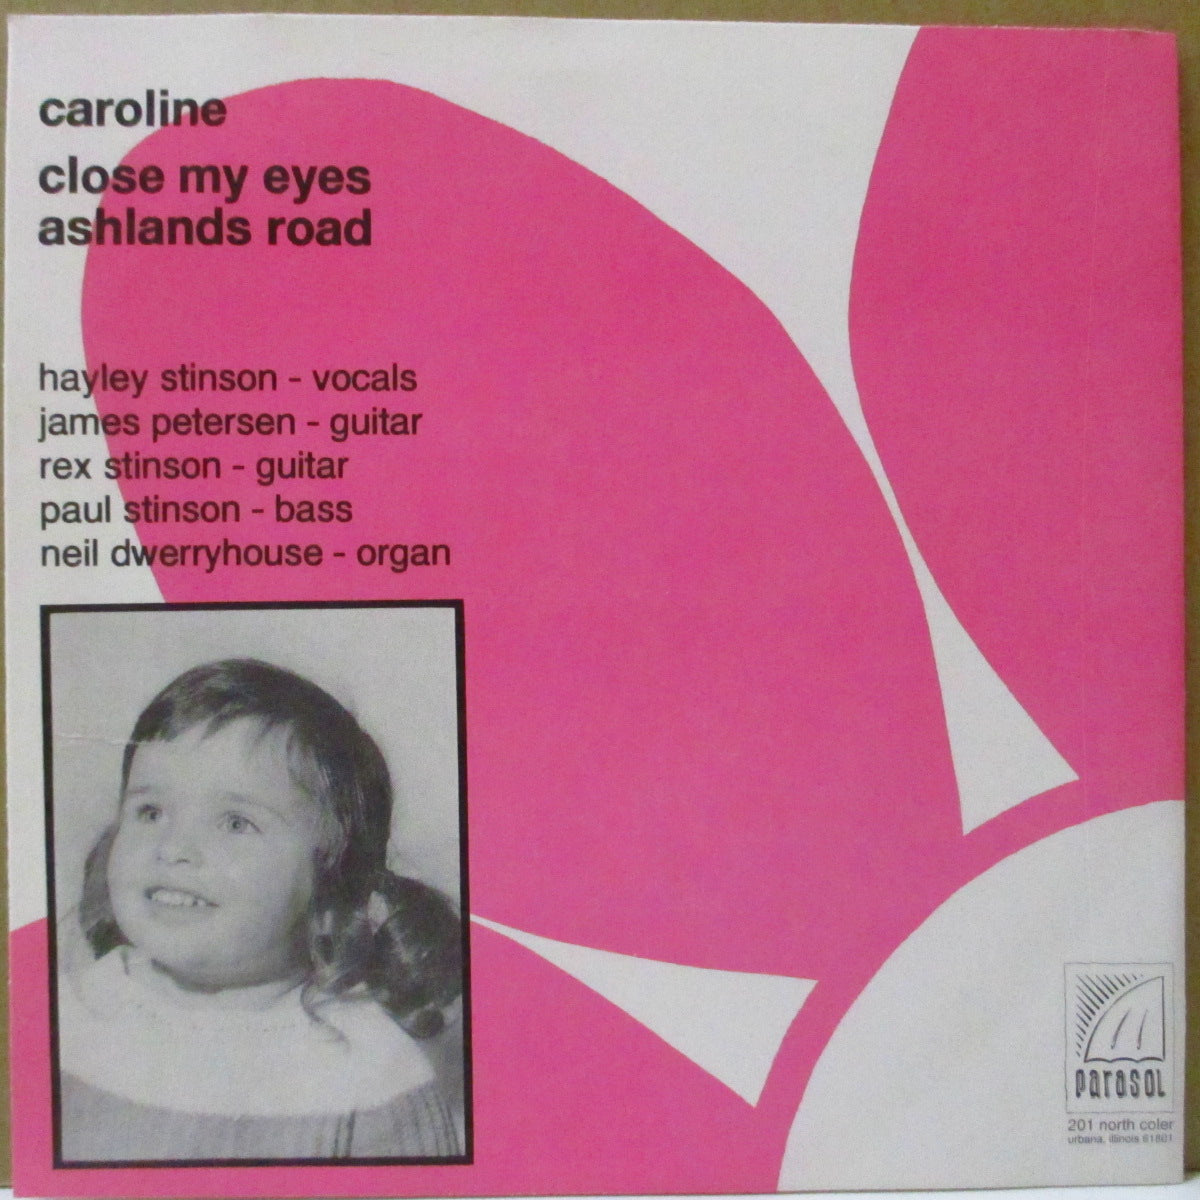 caroline
close my eyes
ashlands road
hayley stinson - vocals
james petersen - guitar
rex stinson - guitar
paul stinson - bass
neil dwerryhouse - organ
parasol
201 north coler
urbana, illinois 61801